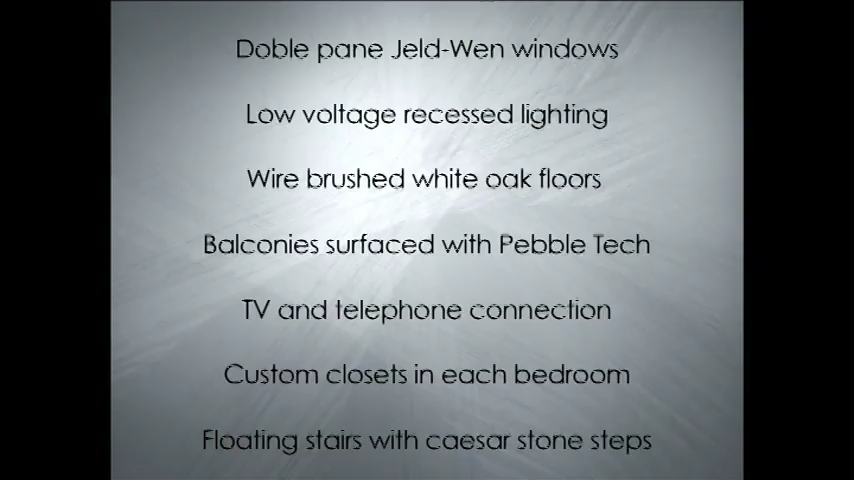 Doble pane Jeld-Wen windows
Low voltage recessed lighting
Wire brushed white oak floors
Balconies surfaced with Pebble Tech
TV and telephone connection
Custom closets in each bedroom
Floating stairs with caesar stone steps